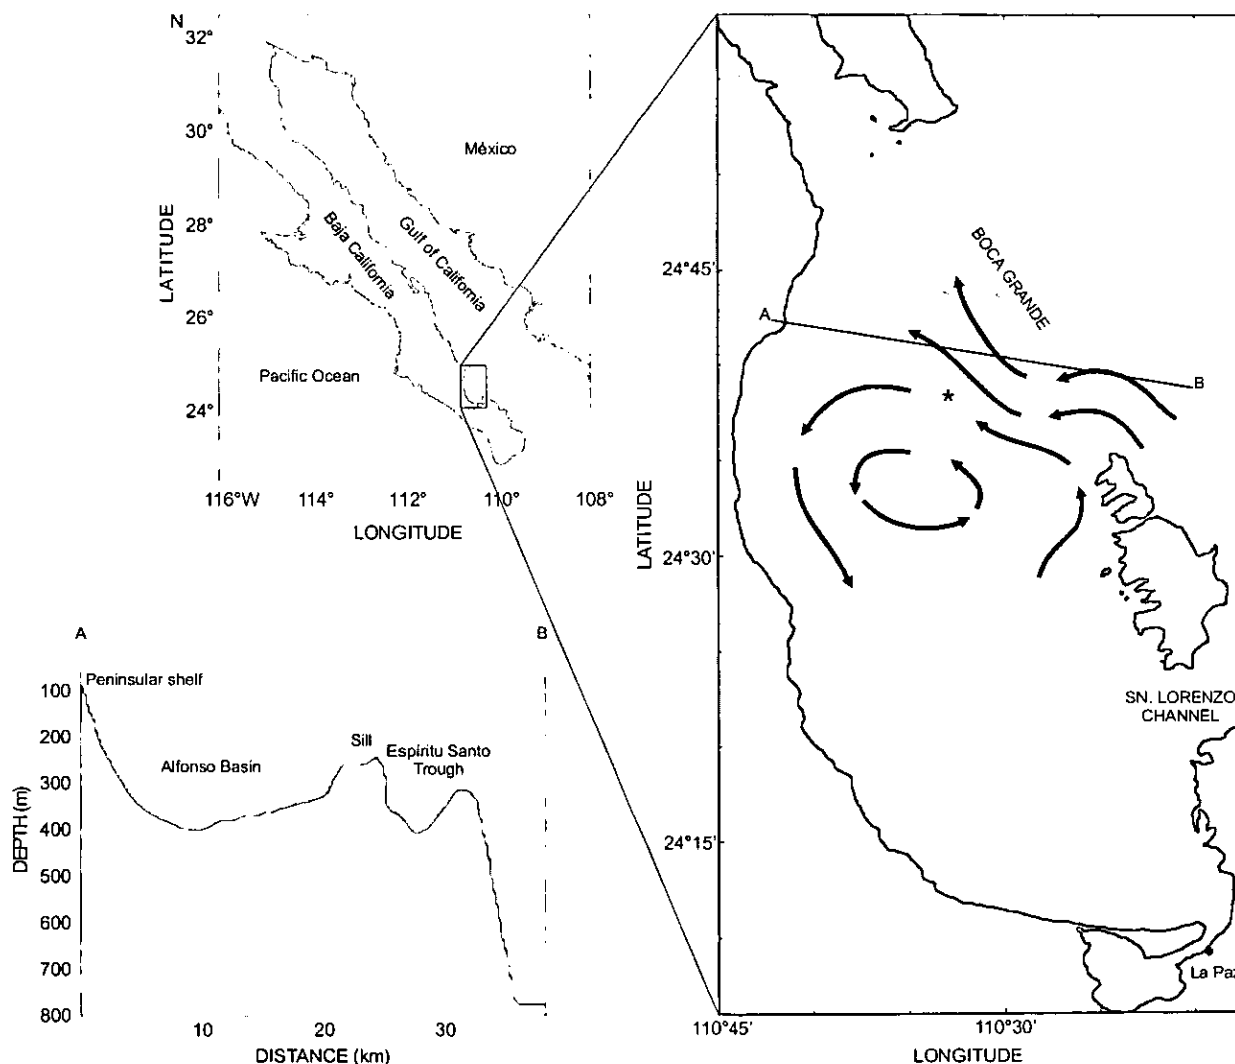 N
32°
30°
28°
26°
24°
LATITUDE
116°W
114°
112°
110°
108°
LONGITUDE
México
Baja California
Gulf of California
Pacific Ocean
A
B
100
200
300
400
500
600
700
800
DEPTH (m)
Peninsular shelf
Alfonso Basin
Sill
Espíritu Santo
Trough
10
20
30
DISTANCE (km)
24°45'
24°30'
24°15'
LATITUDE
BOCA GRANDE
A
B
*
SN. LORENZO
CHANNEL
La Paz
110°45'
110°30'
LONGITUDE